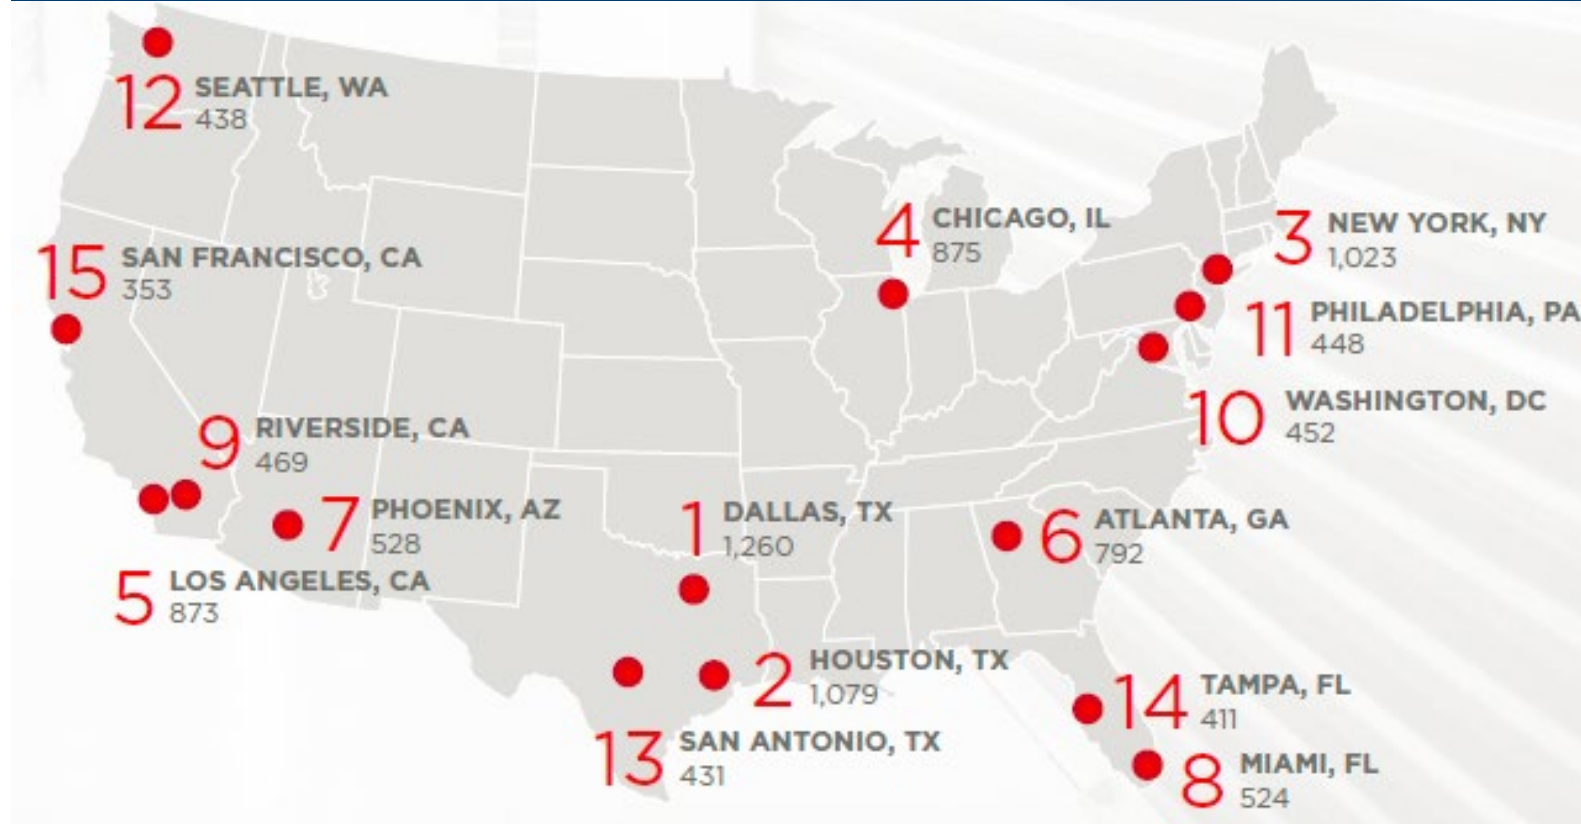 12 SEATTLE, WA
438
4 CHICAGO, IL
875
3 NEW YORK, NY
1,023
15 SAN FRANCISCO, CA
353
11 PHILADELPHIA, PA
448
10 WASHINGTON, DC
452
9 RIVERSIDE, CA
469
7 PHOENIX, AZ
528
1 DALLAS, TX
1,260
6 ATLANTA, GA
792
5 LOS ANGELES, CA
873
2 HOUSTON, TX
1,079
14 TAMPA, FL
411
13 SAN ANTONIO, TX
431
8 MIAMI, FL
524